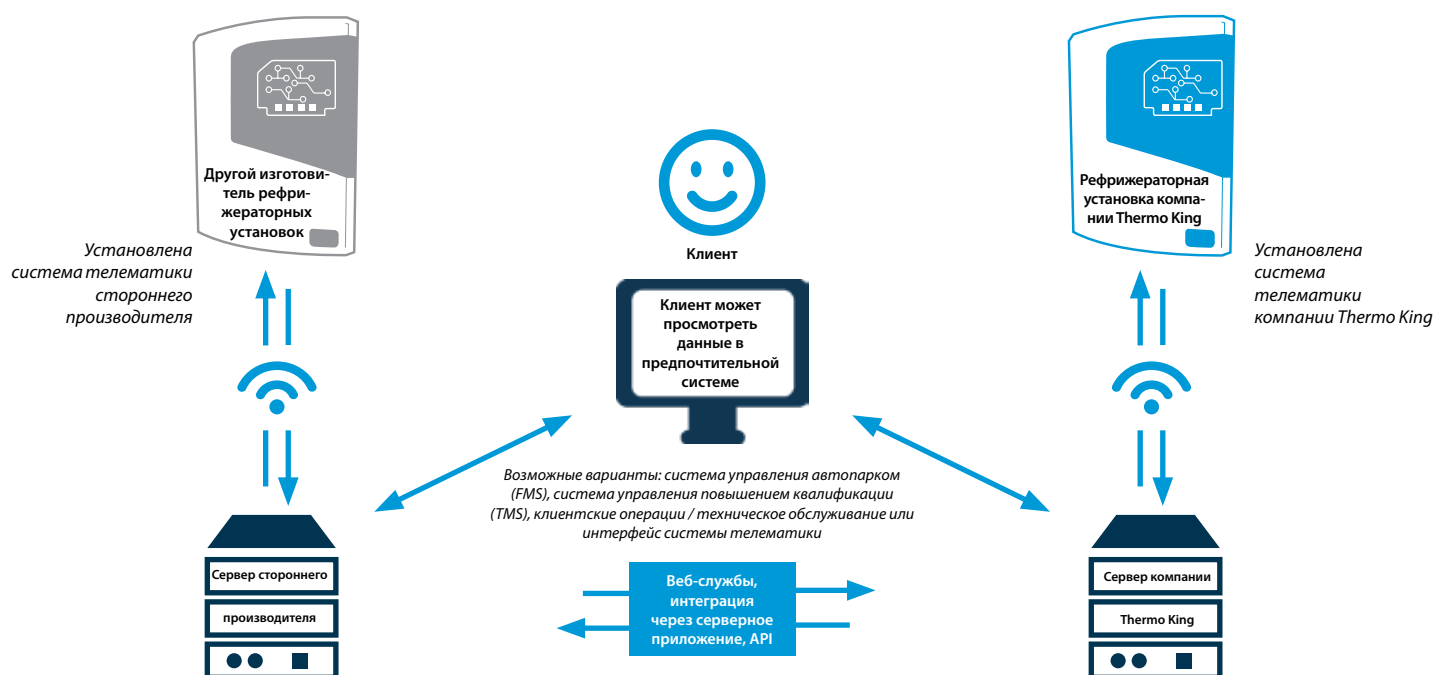 Другой изготови-
тель рефри-
жераторных
установок
Установлена
система телематики
стороннего
производителя
Клиент
Клиент может
просмотреть
данные в
предпочтительной
системе
Рефрижераторная
установка компа-
нии Thermo King
Установлена
система
телематики
компании Thermo King
Возможные варианты: система управления автопарком
(FMS), система управления повышением квалификации
(TMS), клиентские операции / техническое обслуживание или
интерфейс системы телематики
Сервер стороннего
производителя
Веб-службы,
интеграция
через серверное
приложение, API
Сервер компании
Thermo King